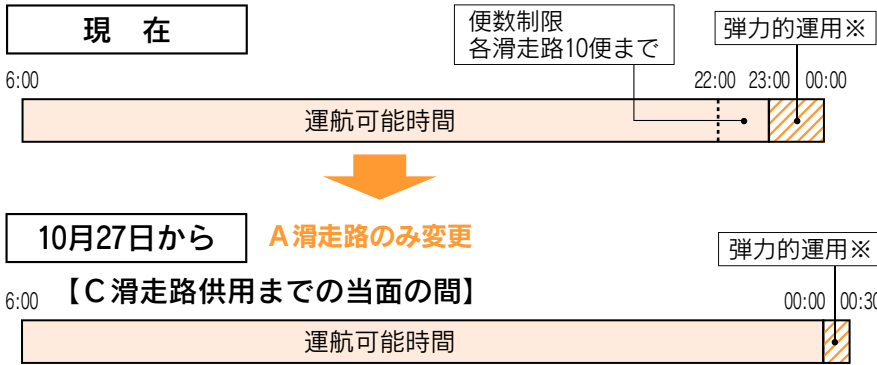 現　在
便数制限
各滑走路10便まで
弾力的運用※
6:00
22:00
23:00
00:00
運航可能時間
10月27日から
A滑走路のみ変更
弾力的運用※
【C滑走路供用までの当面の間】
6:00
00:00
00:30
運航可能時間